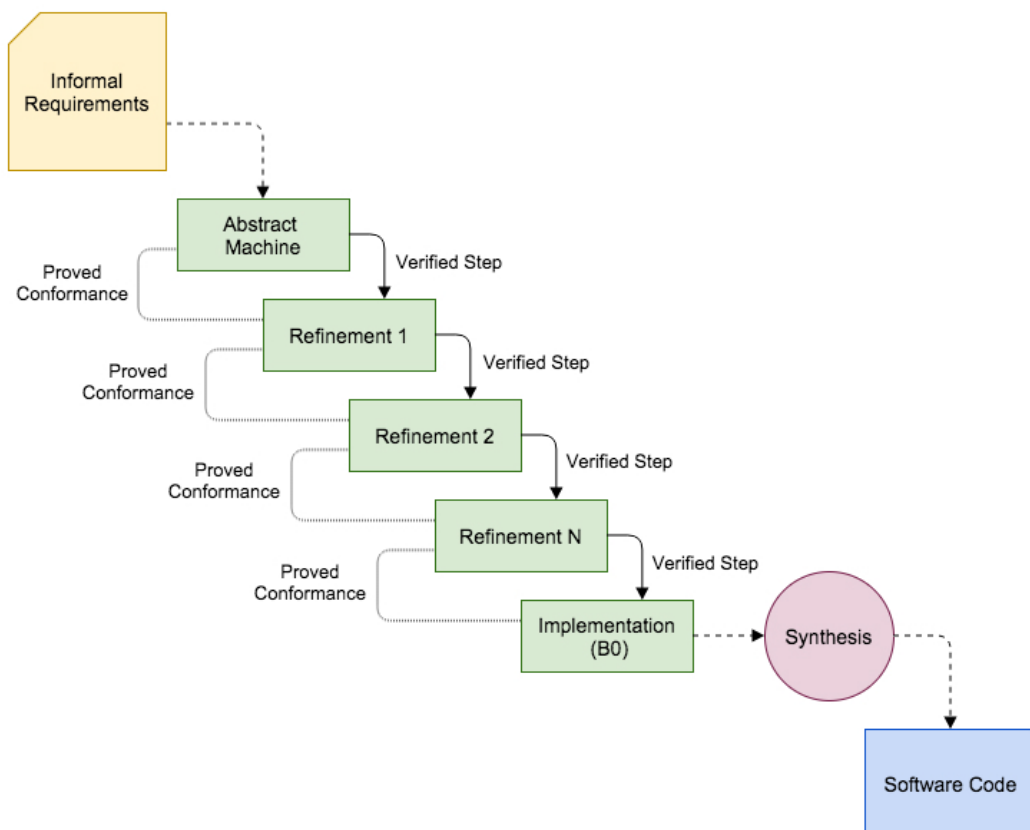 Informal
Requirements
Abstract
Machine
Verified Step
Proved
Conformance
Refinement 1
Verified Step
Proved
Conformance
Refinement 2
Verified Step
Proved
Conformance
Refinement N
Verified Step
Proved
Conformance
Implementation
(B0)
Synthesis
Software Code